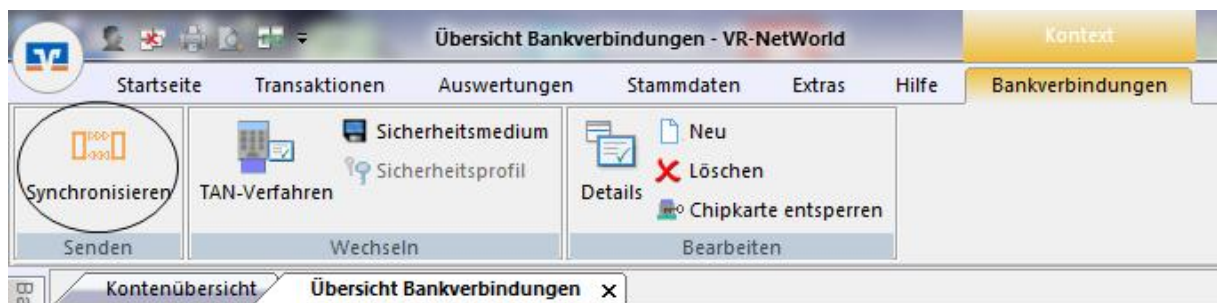 Übersicht Bankverbindungen - VR-NetWorld
Kontext
Startseite Transaktionen Auswertungen Stammdaten Extras Hilfe Bankverbindungen
Synchronisieren
Senden
TAN-Verfahren
Sicherheitsmedium
Sicherheitsprofil
Wechseln
Details
Neu
Löschen
Chipkarte entsperren
Bearbeiten
Kontenübersicht Übersicht Bankverbindungen x